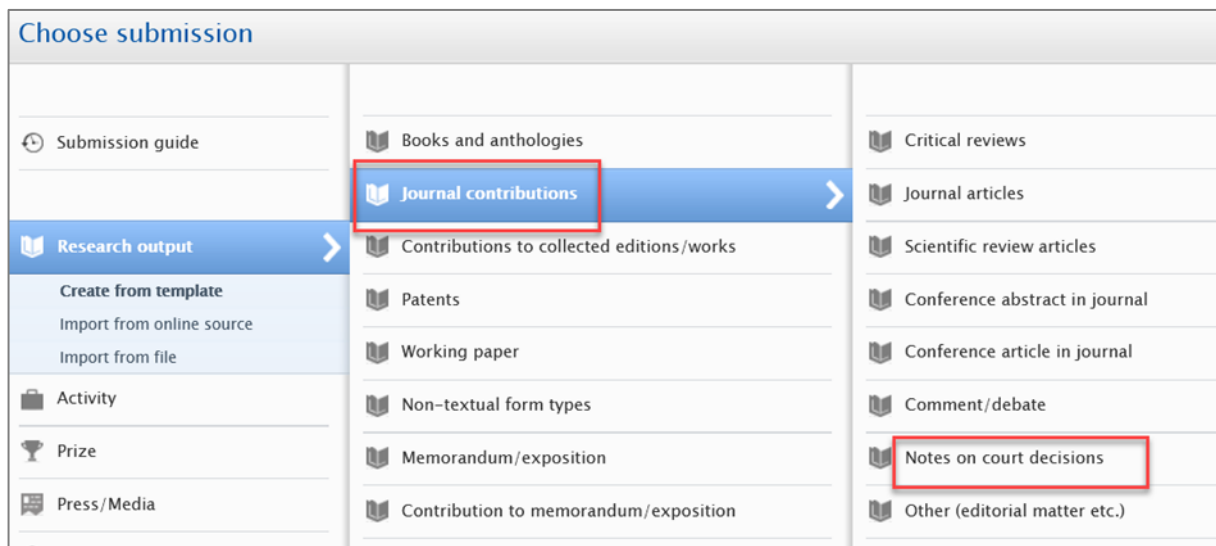 Choose submission
Submission guide
Research output
Create from template
Import from online source
Import from file
Activity
Prize
Press/Media
Books and anthologies
Journal contributions
Contributions to collected editions/works
Patents
Working paper
Non-textual form types
Memorandum/exposition
Contribution to memorandum/exposition
Critical reviews
Journal articles
Scientific review articles
Conference abstract in journal
Conference article in journal
Comment/debate
Notes on court decisions
Other (editorial matter etc.)